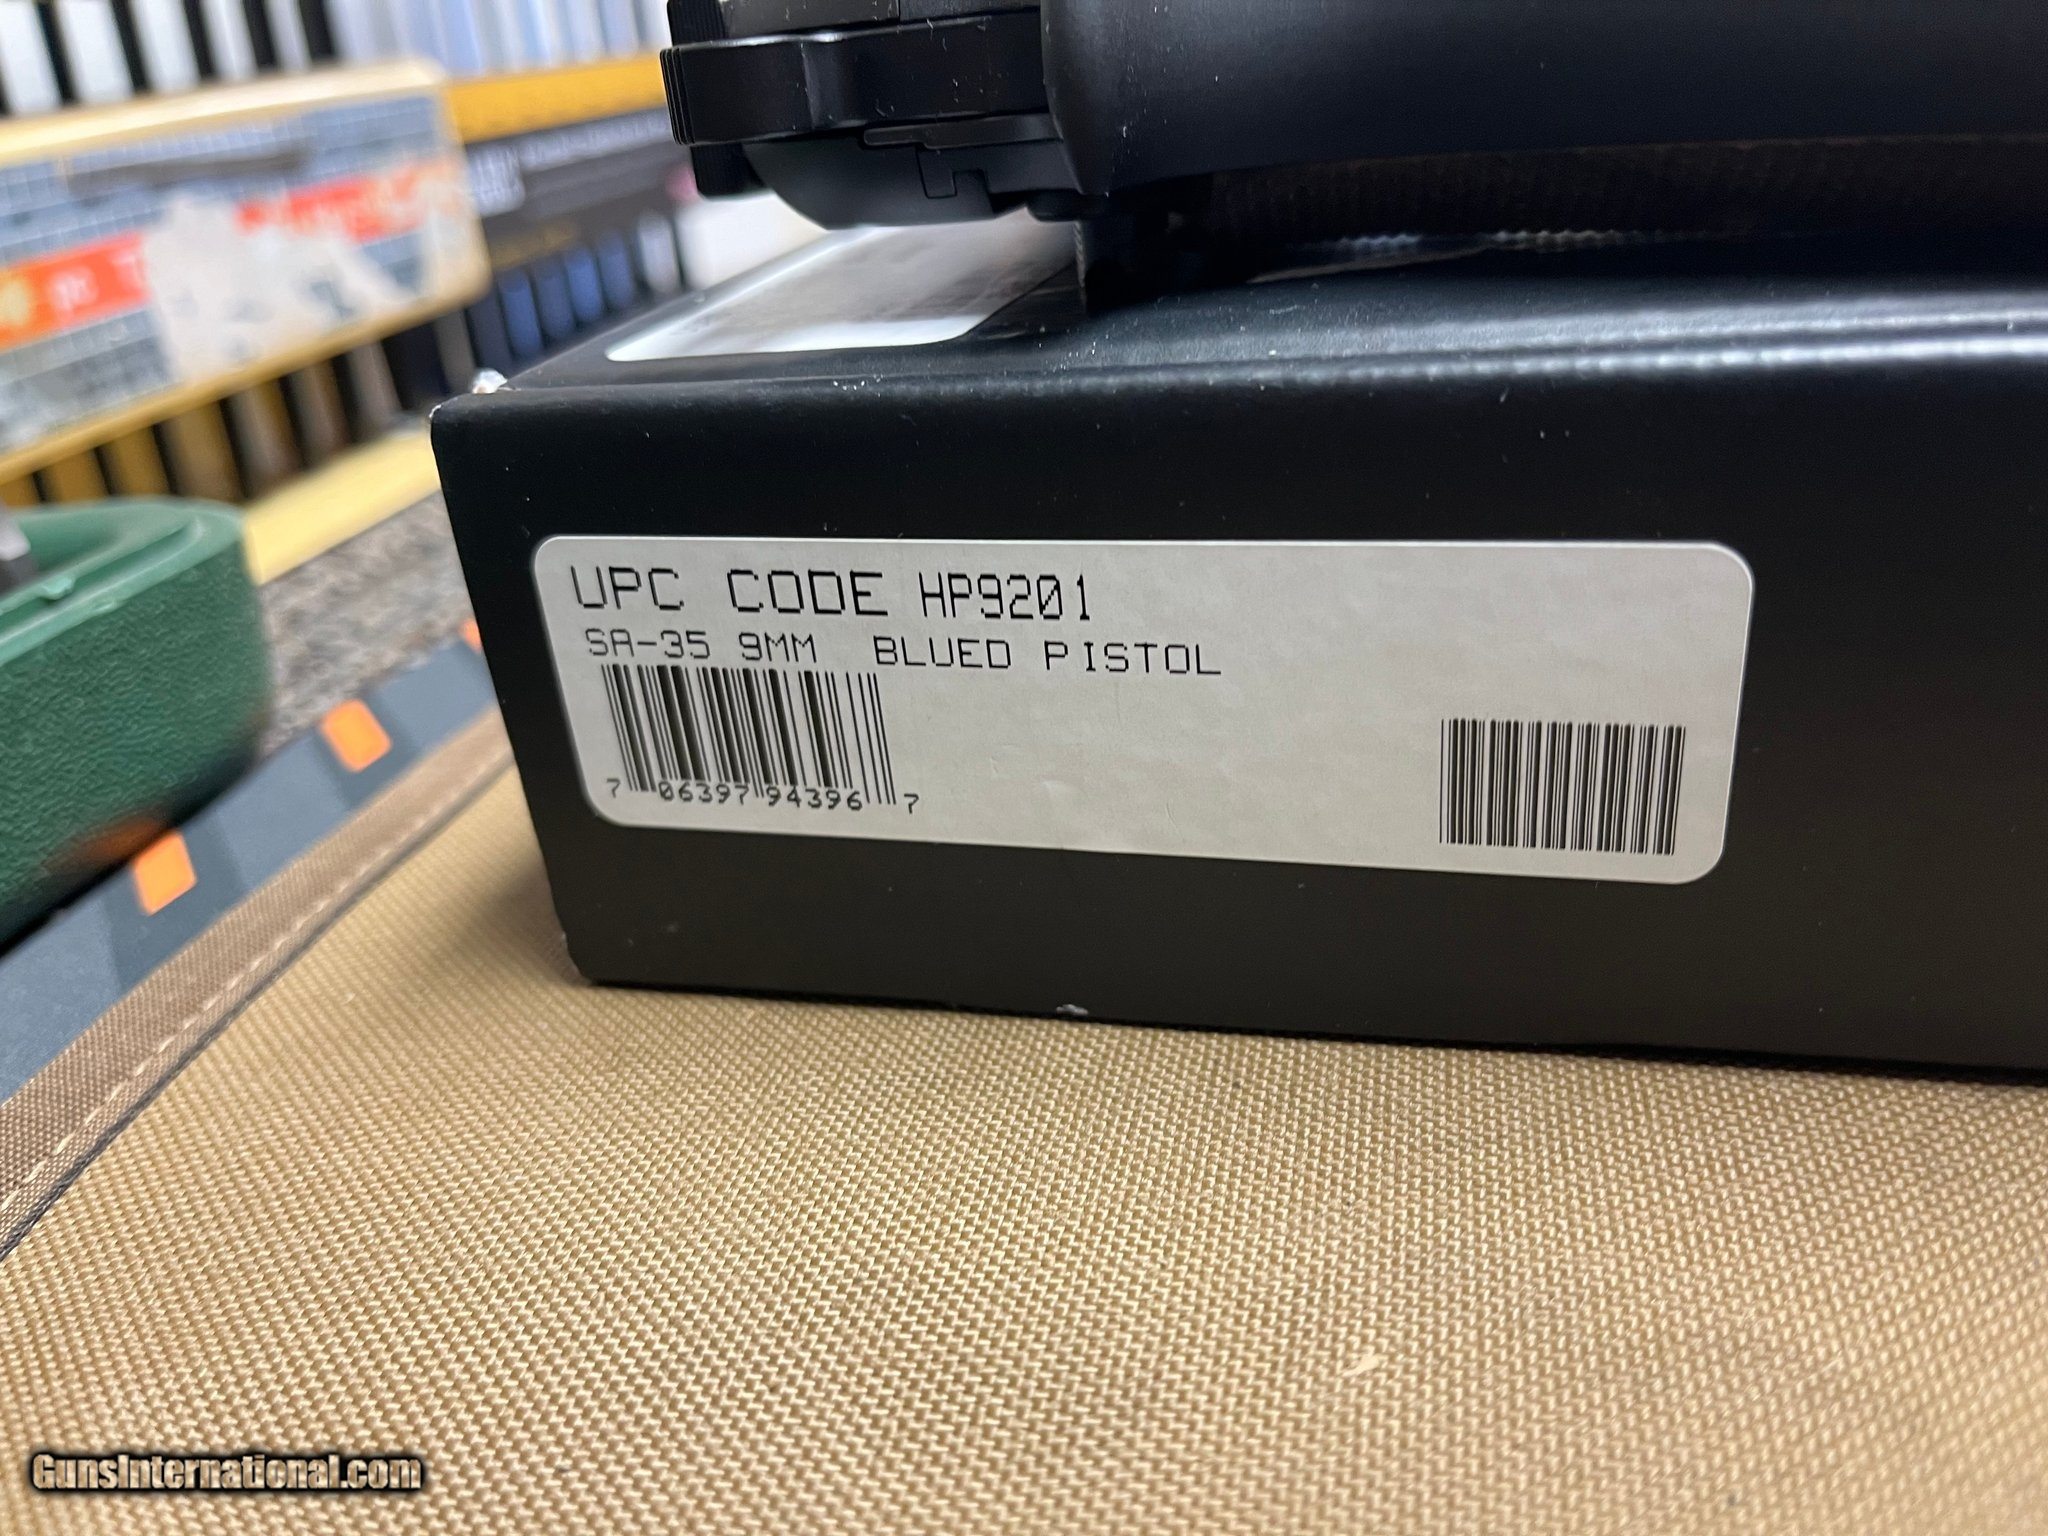 UPC CODE HP9201
SA-35 9MM BLUED PISTOL
7 06397 94396 7
GunsInternational.com